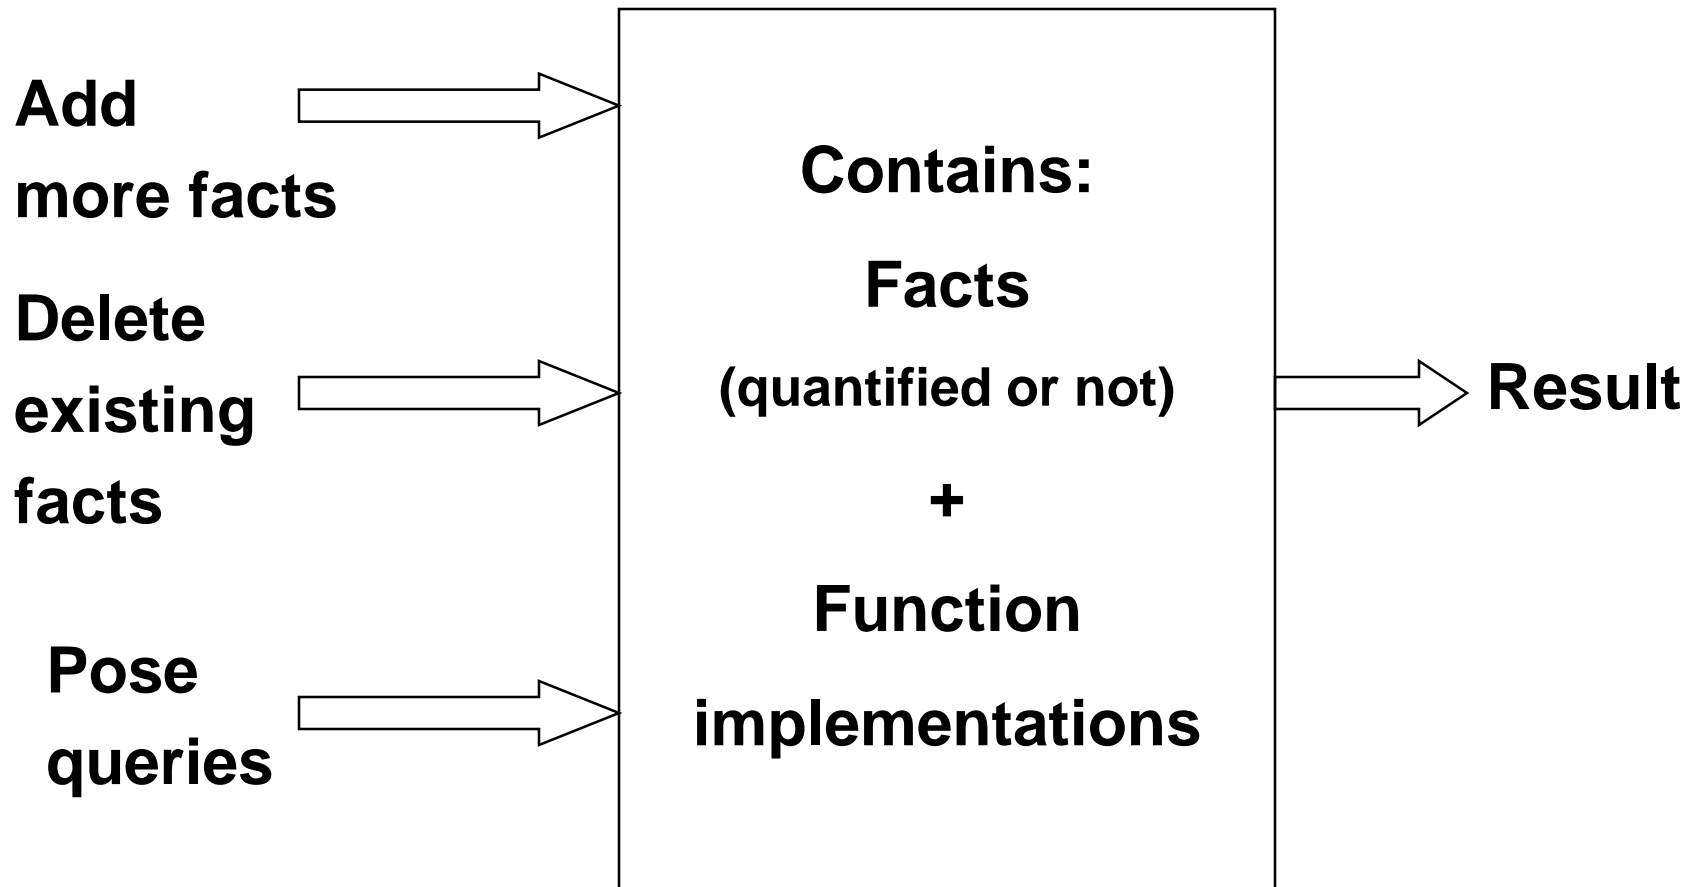 Add
more facts
Delete
existing
facts
Pose
queries
Contains:
Facts
(quantified or not)
+
Function
implementations
Result